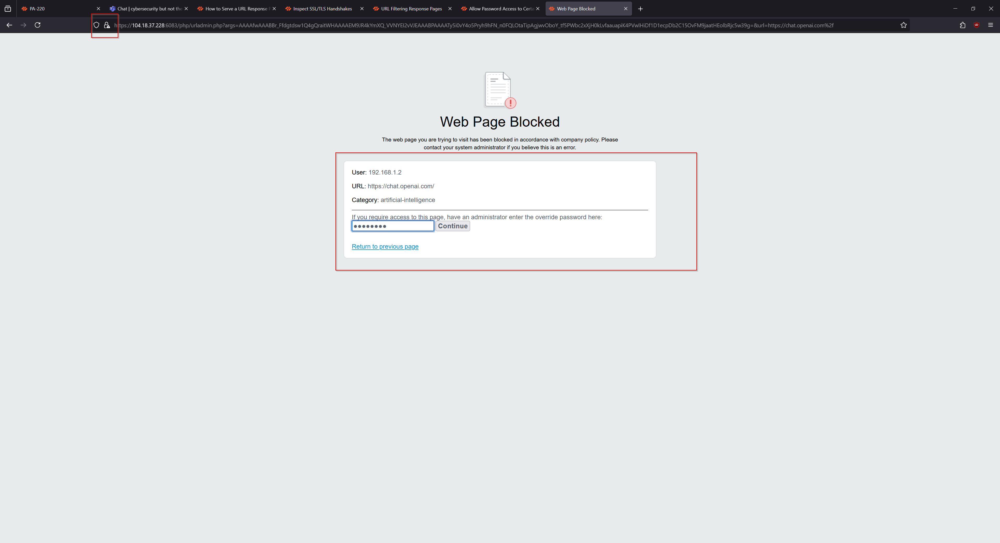 PA-220
Chat | cybersecurity but not the
How to Serve a URL Response P
Inspect SSL/TLS Handshakes
URL Filtering Response Pages
Allow Password Access to Certa
Web Page Blocked
https://104.18.37.228:6083/php/urladmin.php?args=AAAAfwAAABBr_Ffdgtdsw1Q4gQraitWHAAAAEM9JR4kYmXQ_VVNYEI2vVJEAAABPAAAATy5i0vY4o5Pryh9hFN_n0FQLOtaTipAgjwvOboY_tf5PWbc2xXjH0kLvfaauapiK4PVwlHiDf1D1ecpDb2C15OvFM9jaatHEolbRjc5w39g=&url=https://chat.openai.com%2f
Web Page Blocked
The web page you are trying to visit has been blocked in accordance with company policy. Please
contact your system administrator if you believe this is an error.
User: 192.168.1.2
URL: https://chat.openai.com/
Category: artificial-intelligence
If you require access to this page, have an administrator enter the override password here:
Continue
Return to previous page